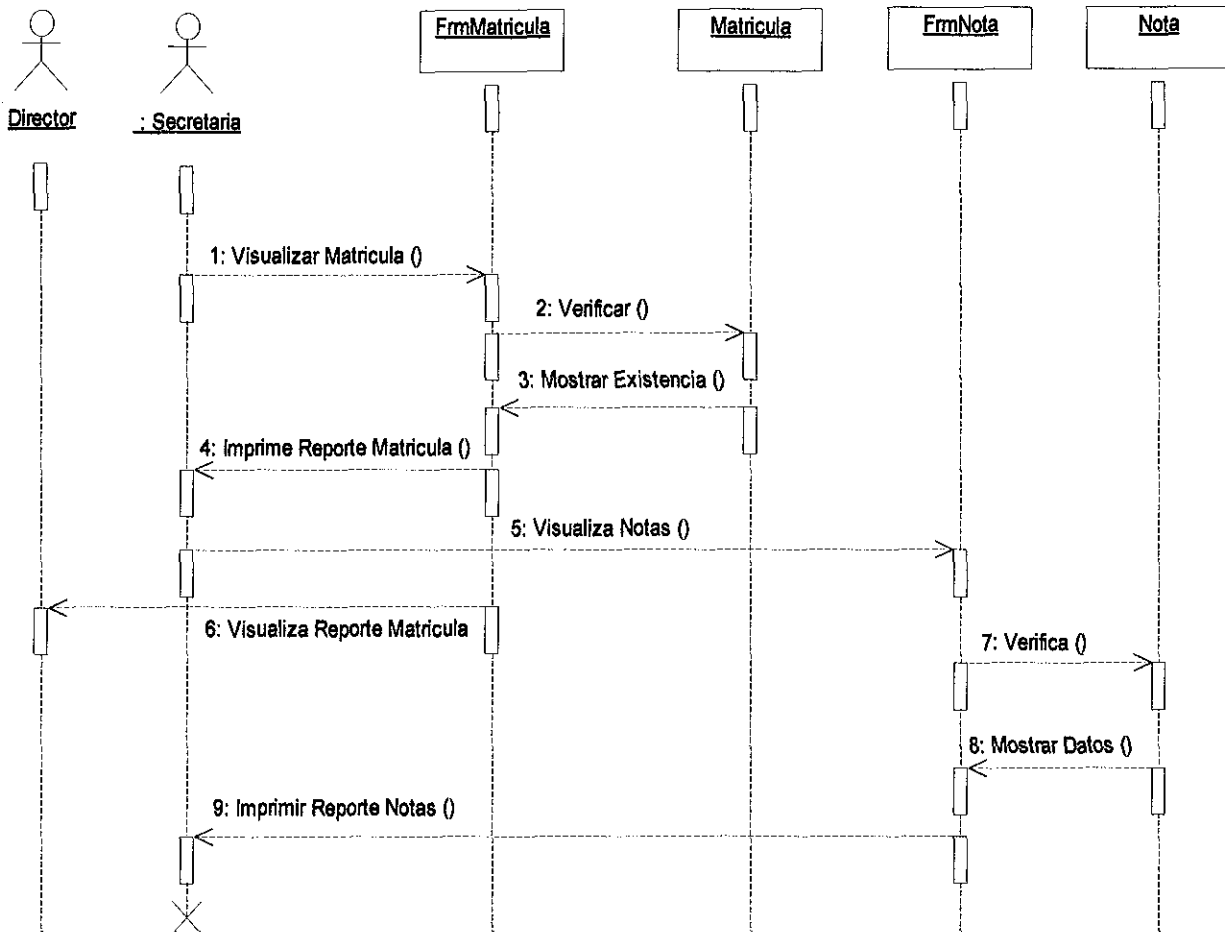 FrmMatricula
Matricula
FrmNota
Nota
Director
: Secretaria
1: Visualizar Matricula ()
2: Verificar ()
3: Mostrar Existencia ()
4: Imprime Reporte Matricula ()
5: Visualiza Notas ()
6: Visualiza Reporte Matricula
7: Verifica ()
8: Mostrar Datos ()
9: Imprimir Reporte Notas ()